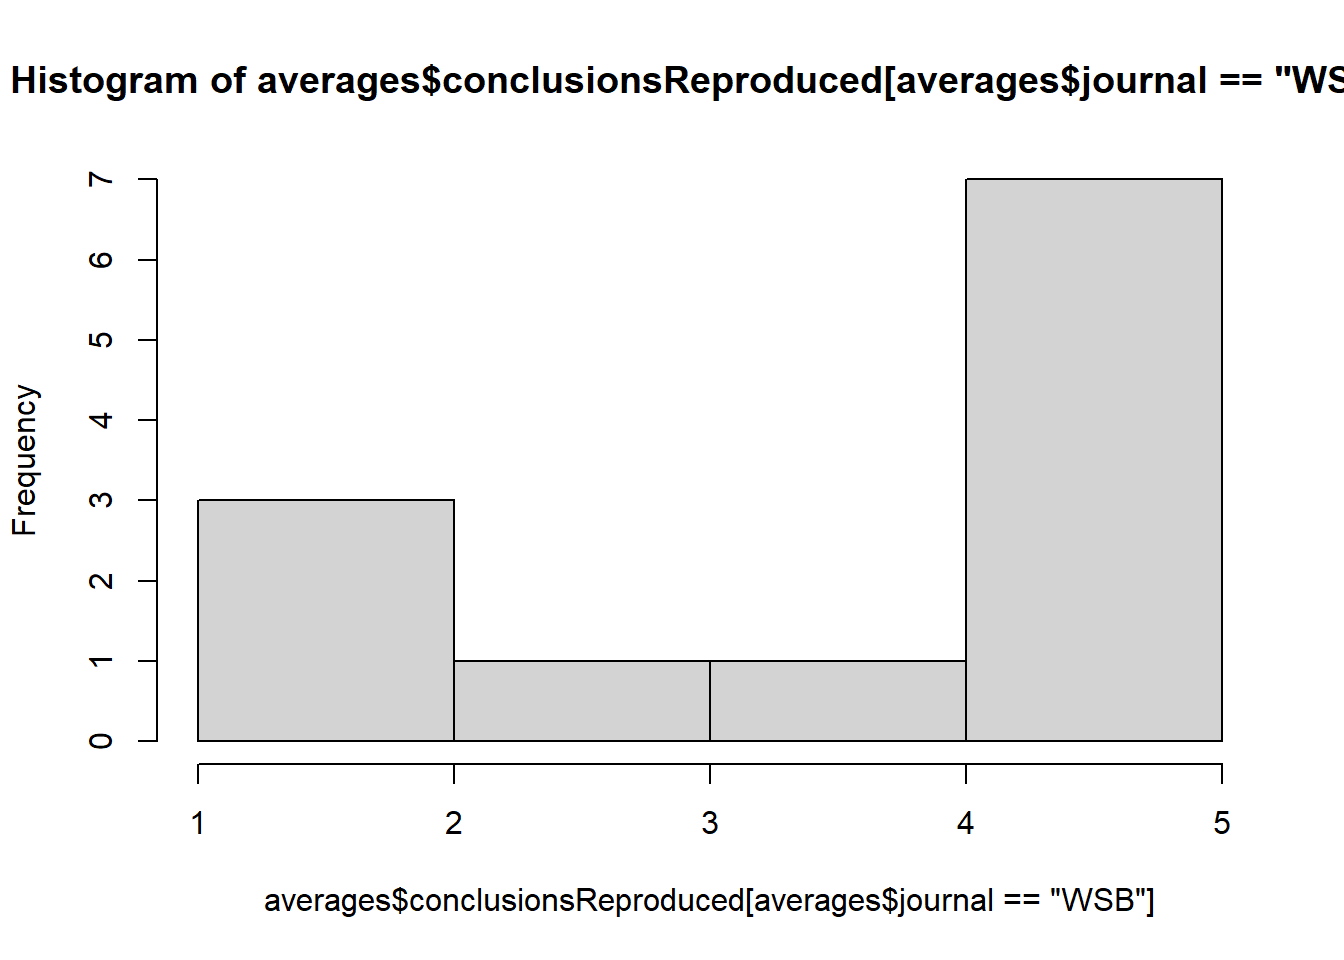 Histogram of averages$conclusionsReproduced[averages$journal == "WS
Frequency
7
6
5
4
3
2
1
0
1 2 3 4 5
averages$conclusionsReproduced[averages$journal == "WSB"]